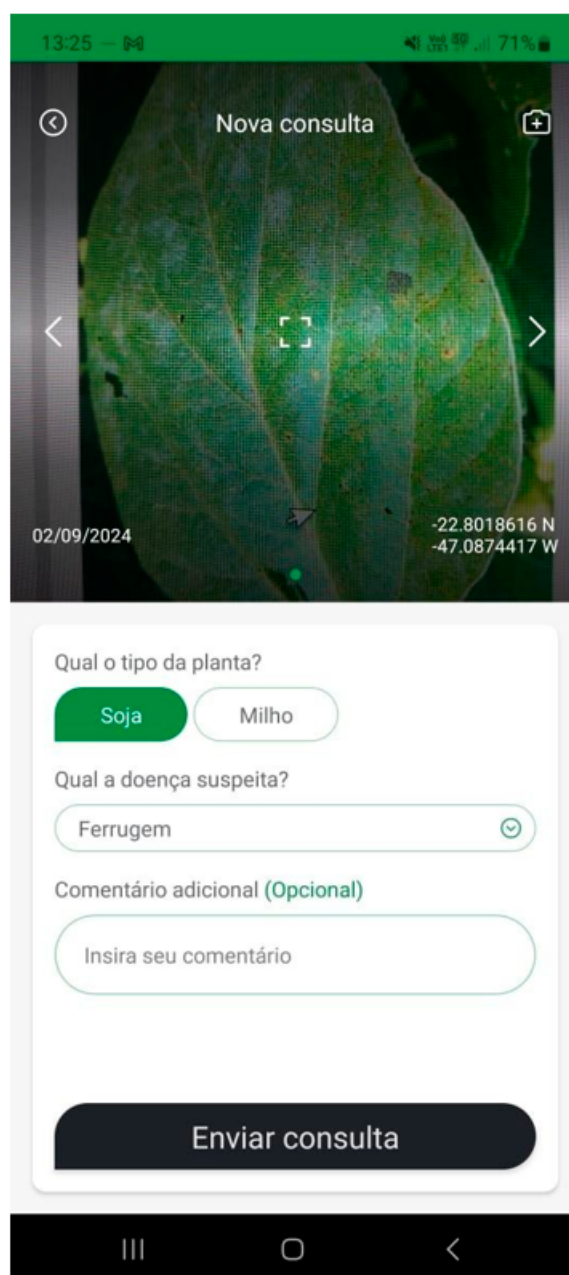 13:25
71%
Nova consulta
02/09/2024
-22.8018616 N
-47.0874417 W
Qual o tipo da planta?
Soja
Milho
Qual a doença suspeita?
Ferrugem
Comentário adicional (Opcional)
Insira seu comentário
Enviar consulta